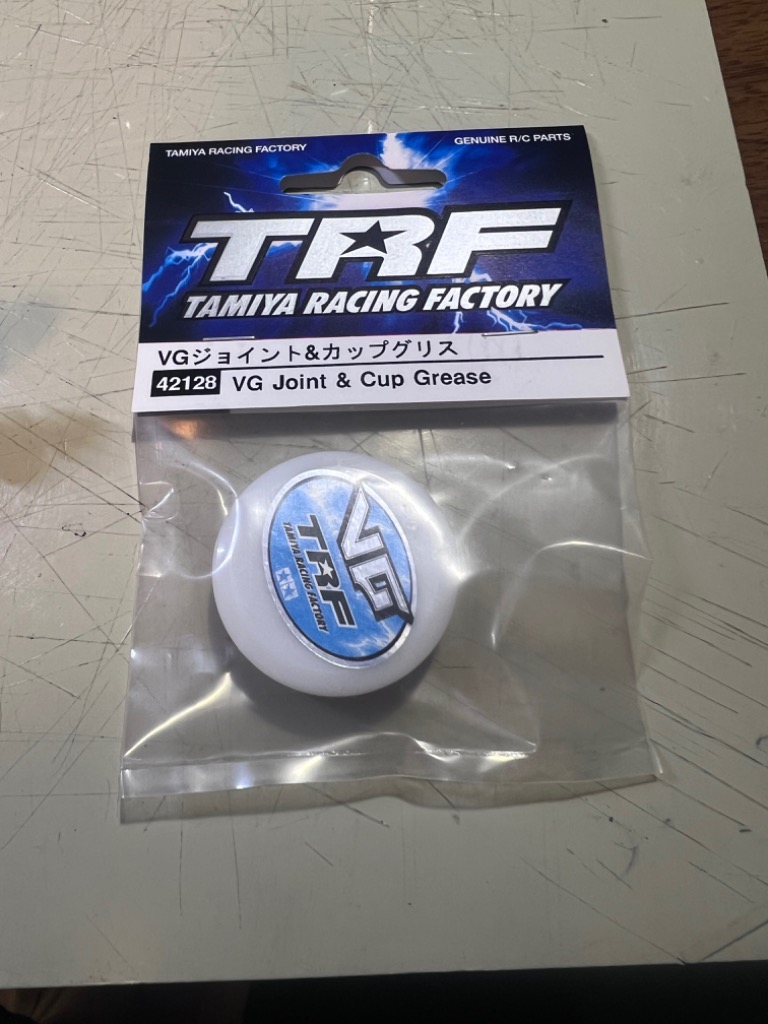 TAMIYA RACING FACTORY
GENUINE R/C PARTS
TRF
TAMIYA RACING FACTORY
VGジョイント&カップグリス
42128 VG Joint & Cup Grease
VG
TRF
TAMIYA RACING FACTORY